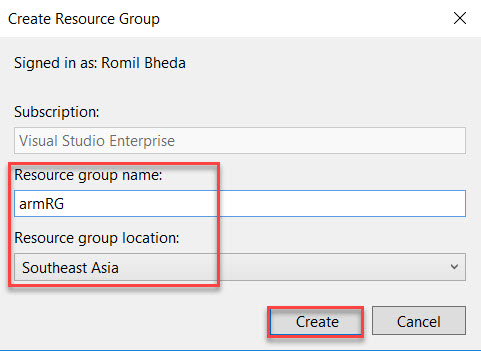 Create Resource Group
Signed in as: Romil Bheda
Subscription:
Visual Studio Enterprise
Resource group name:
armRG
Resource group location:
Southeast Asia
Create Cancel